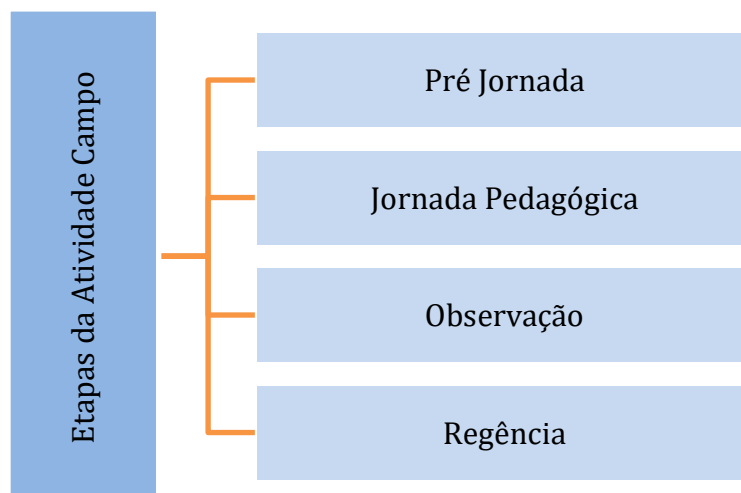 Etapas da Atividade Campo
Pré Jornada
Jornada Pedagógica
Observação
Regência